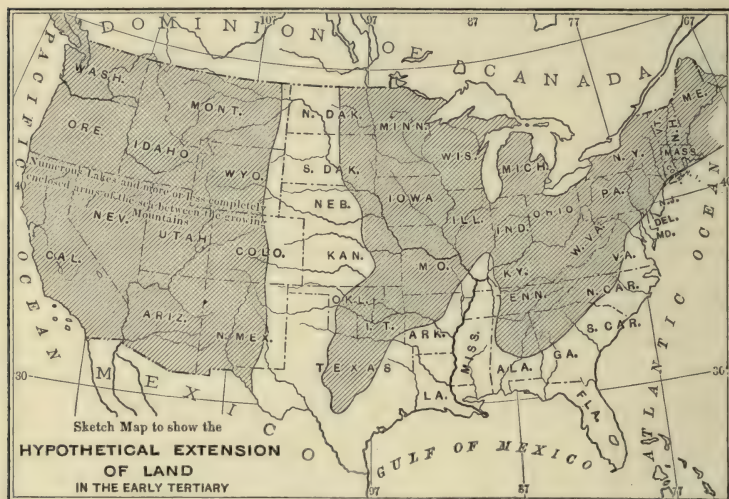 107 97 87 77 67
DOMINION OF CANADA
PACIFIC OCEAN
WASH.
MONT.
N. DAK.
MINN.
ME.
ORE.
IDAHO
WIS.
MICH.
N.Y.
VT.
N.H.
MASS.
S. DAK.
WYO.
Numerous Lakes and more or less completely
enclosed arms of the sea between the growing
Mountains
40
NEB.
IOWA
PA.
40
NEV.
UTAH
COLO.
ILL.
IND.
OHIO
W. VA.
N.J.
DEL.
MD.
CAL.
KAN.
MO.
KY.
VA.
OKL.
I. T.
TENN.
N. CAR.
ARIZ.
N. MEX.
ARK.
S. CAR.
TEXAS
MISS.
ALA.
GA.
LA.
FLA.
ATLANTIC OCEAN
30
30
MEXICO
GULF OF MEXICO
Sketch Map to show the
HYPOTHETICAL EXTENSION
OF LAND
IN THE EARLY TERTIARY
97 87 67